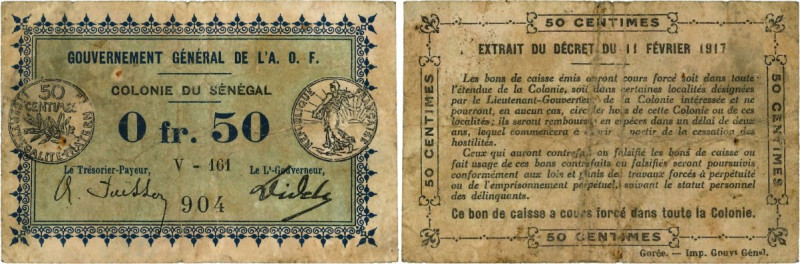 GOUVERNEMENT GÉNÉRAL DE L'A. O. F.
COLONIE DU SÉNÉGAL
50
CENTIMES
RÉPUBLIQUE FRANÇAISE
0 fr. 50
V - 161
Le Trésorier-Payeur,
Le Lt-Gouverneur,
904
50 CENTIMES
50 CENTIMES
EXTRAIT DU DÉCRET DU 11 FÉVRIER 1917
Les bons de caisse émis auront cours forcé soit dans toute
l'étendue de la Colonie, soit dans certaines localités désignées
par le Lieutenant-Gouverneur de la Colonie intéressée et ne
pourront, en aucun cas, circuler hors de cette Colonie ou de ces
localités; ils seront remboursés en espèces dans un délai de deux
ans, lequel commencera à courir à partir de la cessation des
hostilités.
Ceux qui auront contrefait ou falsifié les bons de caisse ou
fait usage de ces bons contrefaits ou falsifiés seront poursuivis
conformément aux lois et punis de travaux forcés à perpétuité
ou de l'emprisonnement perpétuel, suivant le statut personnel
des délinquants.
Ce bon de caisse a cours forcé dans toute la Colonie.
50 CENTIMES
50 CENTIMES
Gorée. — Imp. Gouvt Génal.